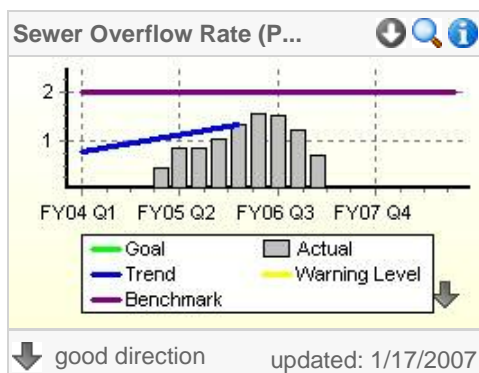 Sewer Overflow Rate (P...
2
1
FY04 Q1 FY05 Q2 FY06 Q3 FY07 Q4
Goal Actual
Trend Warning Level
Benchmark
good direction updated: 1/17/2007